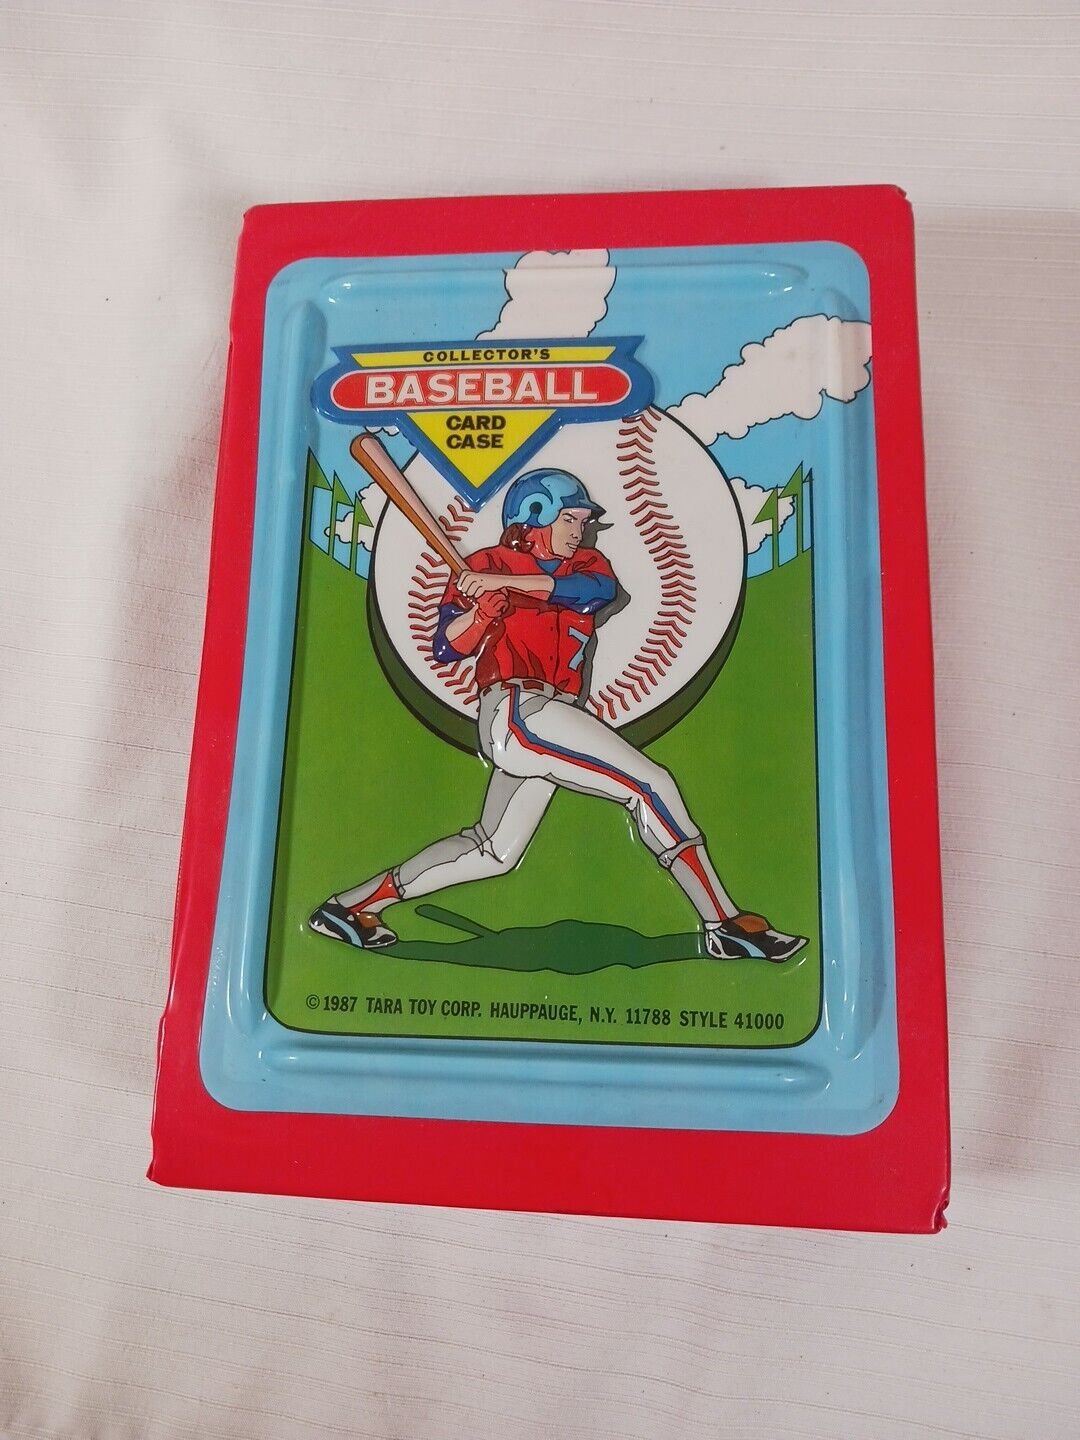 COLLECTOR'S
BASEBALL
CARD
CASE
7
© 1987 TARA TOY CORP. HAUPPAUGE, N.Y. 11788 STYLE 41000